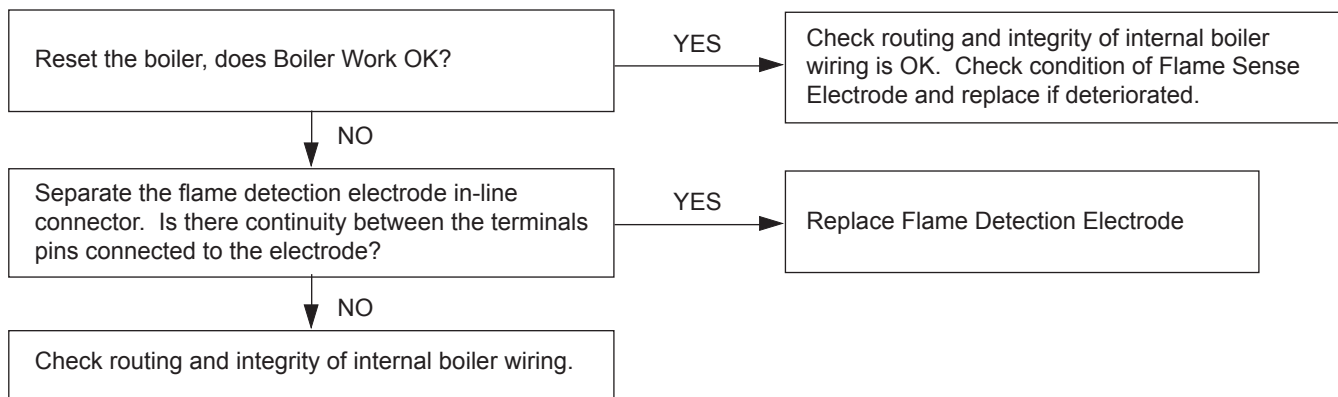 Reset the boiler, does Boiler Work OK?
YES
Check routing and integrity of internal boiler
wiring is OK.  Check condition of Flame Sense
Electrode and replace if deteriorated.
NO
Separate the flame detection electrode in-line
connector.  Is there continuity between the terminals
pins connected to the electrode?
YES
Replace Flame Detection Electrode
NO
Check routing and integrity of internal boiler wiring.